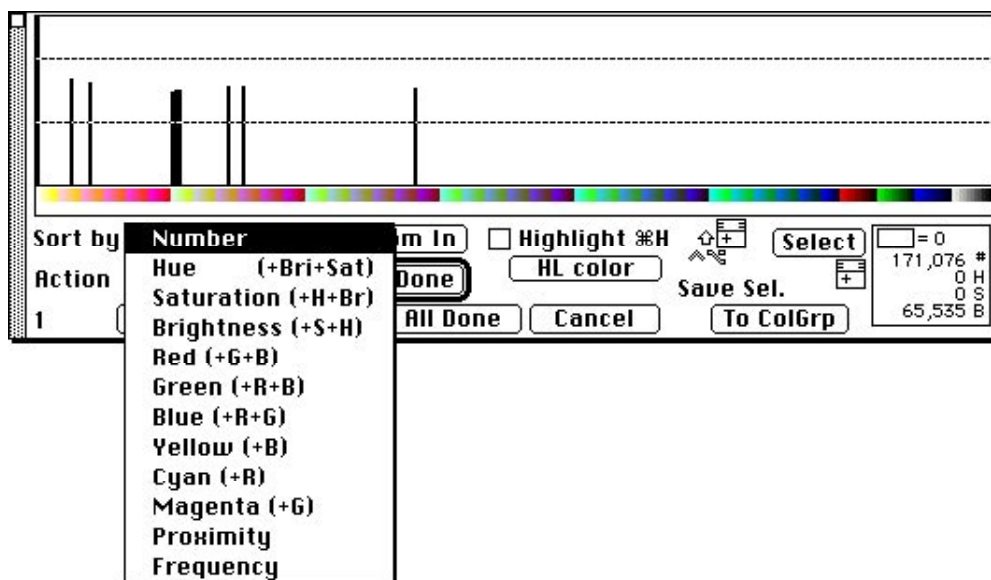 Sort by
Number
om In
Highlight ⌘H
Select
= 0
171,076 #
0 H
0 S
65,535 B
Hue (+Bri+Sat)
Action
Done
HL color
Save Sel.
Saturation (+H+Br)
1
Brightness (+S+H)
All Done
Cancel
To ColGrp
Red (+G+B)
Green (+R+B)
Blue (+R+G)
Yellow (+B)
Cyan (+R)
Magenta (+G)
Proximity
Frequency